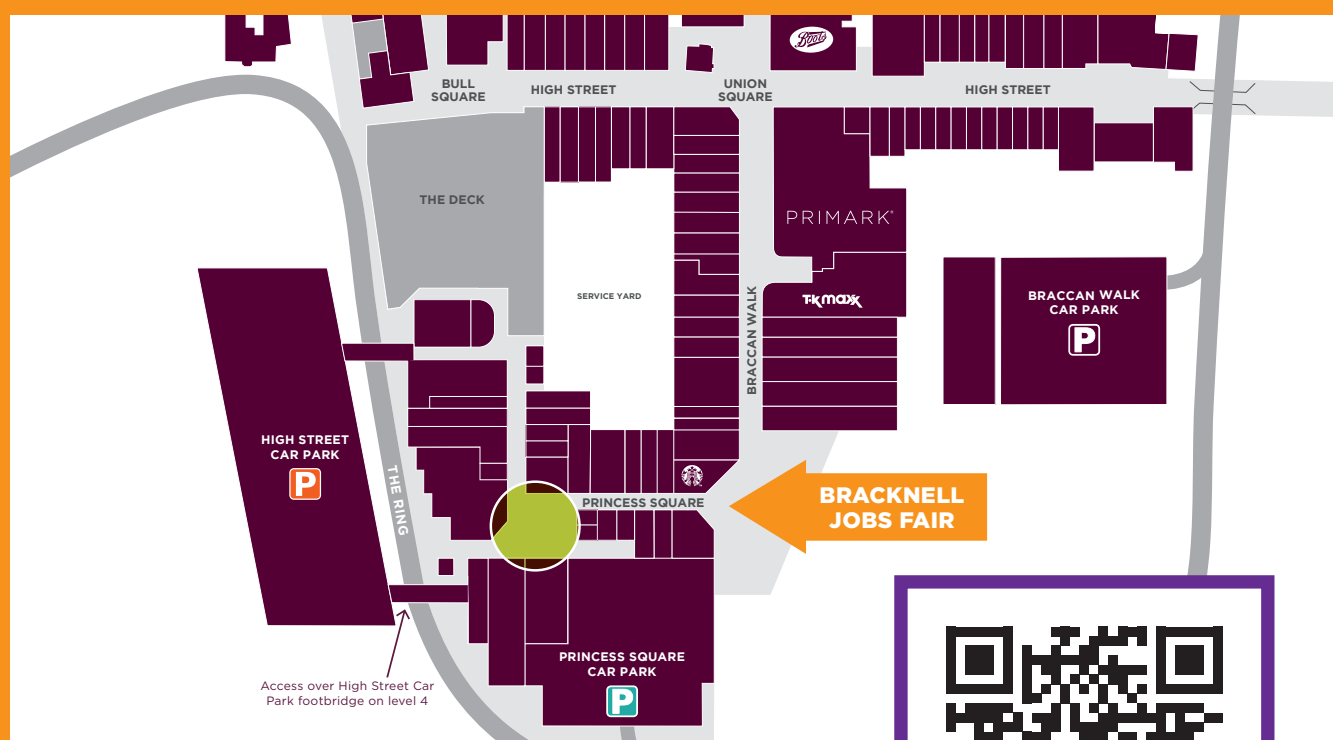 Boots
BULL
SQUARE
HIGH STREET
UNION
SQUARE
HIGH STREET
THE DECK
PRIMARK®
SERVICE YARD
BRACCAN WALK
TK maxx
BRACCAN WALK
CAR PARK
P
HIGH STREET
CAR PARK
P
THE RING
PRINCESS SQUARE
BRACKNELL
JOBS FAIR
PRINCESS SQUARE
CAR PARK
P
Access over High Street Car
Park footbridge on level 4